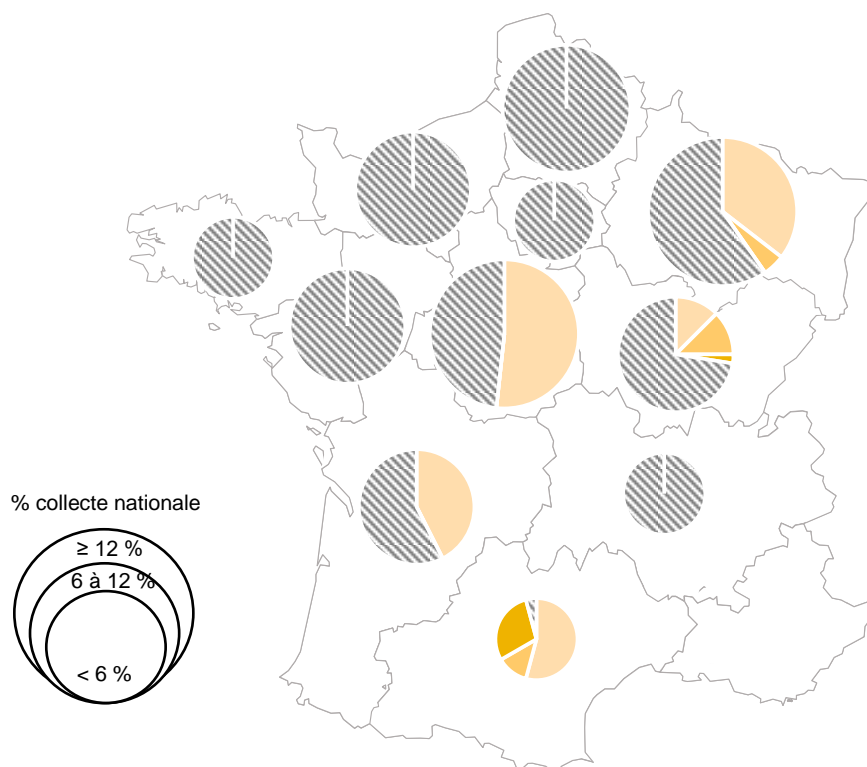 % collecte nationale
≥ 12 %
6 à 12 %
< 6 %